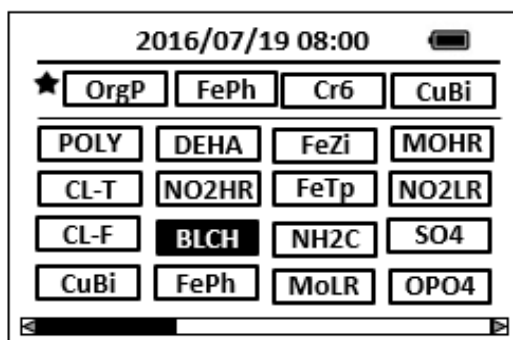 2016/07/19 08:00
OrgP FePh Cr6 CuBi
POLY DEHA FeZi MOHR
CL-T NO2HR FeTp NO2LR
CL-F BLCH NH2C SO4
CuBi FePh MoLR OPO4